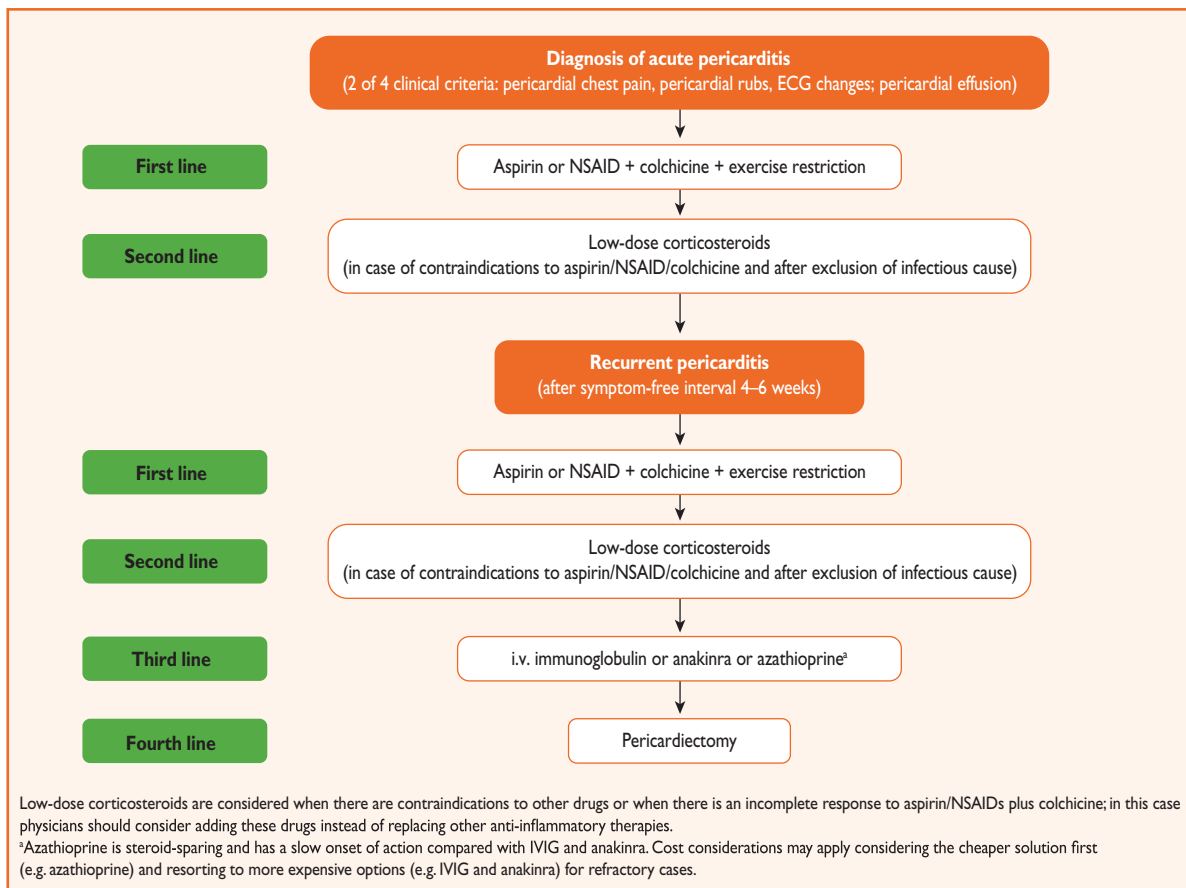 Diagnosis of acute pericarditis
(2 of 4 clinical criteria: pericardial chest pain, pericardial rubs, ECG changes; pericardial effusion)
First line
Aspirin or NSAID + colchicine + exercise restriction
Second line
Low-dose corticosteroids
(in case of contraindications to aspirin/NSAID/colchicine and after exclusion of infectious cause)
Recurrent pericarditis
(after symptom-free interval 4–6 weeks)
First line
Aspirin or NSAID + colchicine + exercise restriction
Second line
Low-dose corticosteroids
(in case of contraindications to aspirin/NSAID/colchicine and after exclusion of infectious cause)
Third line
i.v. immunoglobulin or anakinra or azathioprineᵃ
Fourth line
Pericardiectomy
Low-dose corticosteroids are considered when there are contraindications to other drugs or when there is an incomplete response to aspirin/NSAIDs plus colchicine; in this case
physicians should consider adding these drugs instead of replacing other anti-inflammatory therapies.
ᵃAzathioprine is steroid-sparing and has a slow onset of action compared with IVIG and anakinra. Cost considerations may apply considering the cheaper solution first
(e.g. azathioprine) and resorting to more expensive options (e.g. IVIG and anakinra) for refractory cases.